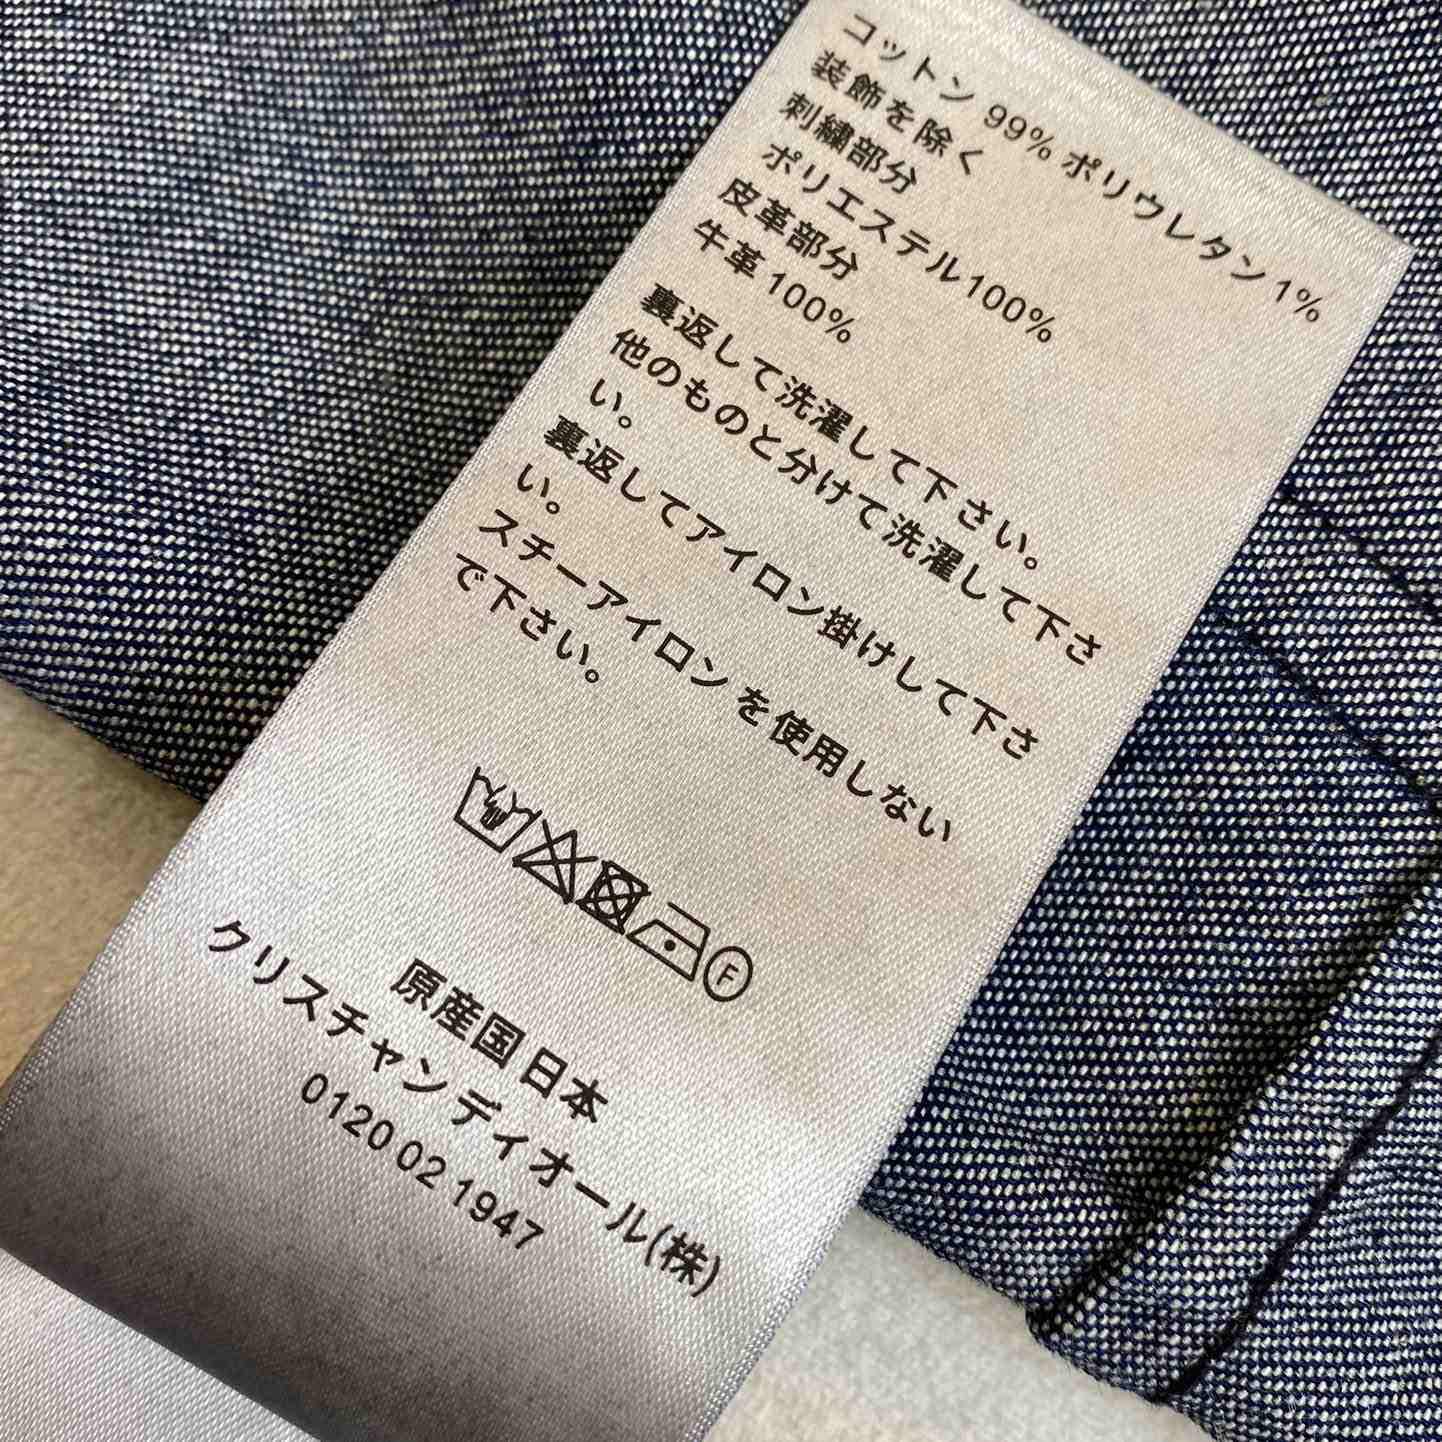 コットン 99% ポリウレタン 1%
装飾を除く
刺繍部分
ポリエステル100%
皮革部分
牛革 100%
裏返して洗濯して下さい。
他のものと分けて洗濯して下さ
い。
裏返してアイロン掛けして下さ
い。
スチーアイロン を使用しない
で下さい。
F
原産国 日本
クリスチャン ディオール(株)
0120 02 1947